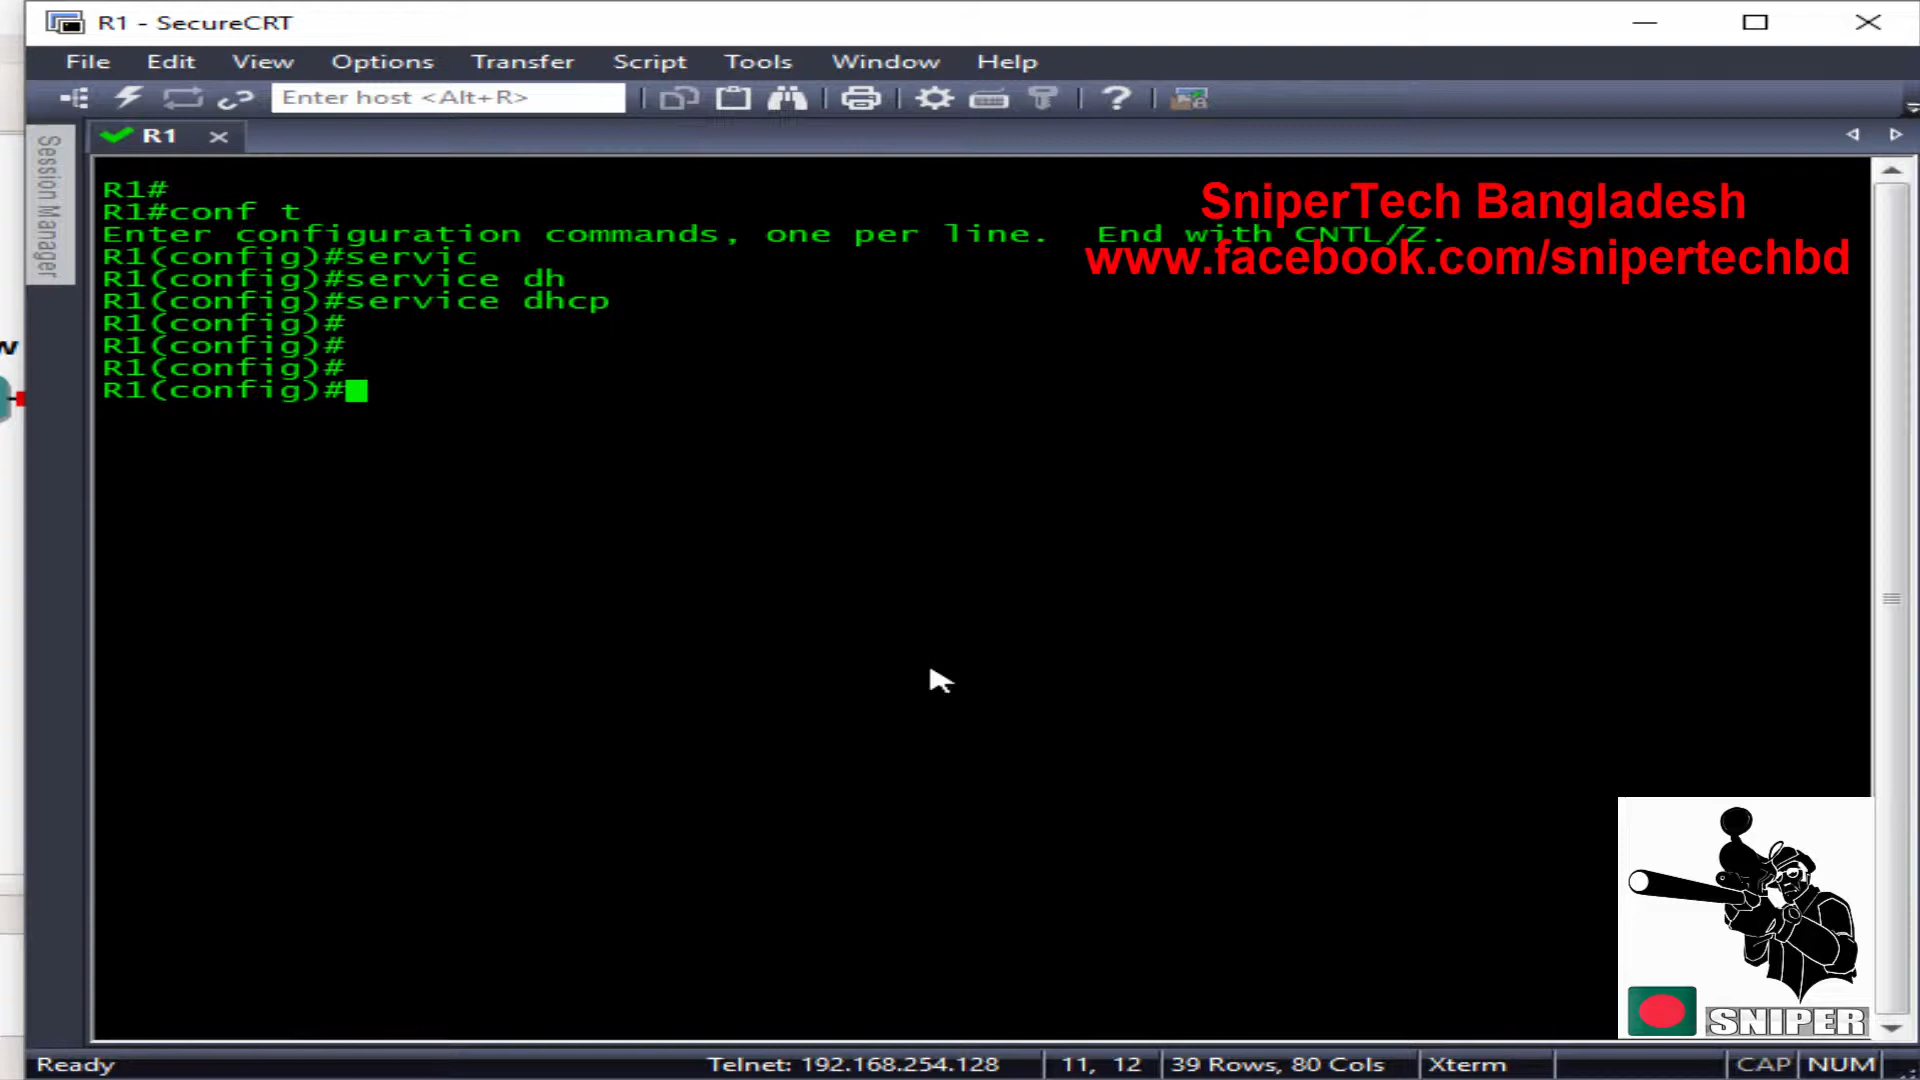 R1 - SecureCRT
File Edit View Options Transfer Script Tools Window Help
Enter host <Alt+R>
Session Manager
R1
R1#
R1#conf t
Enter configuration commands, one per line.  End with CNTL/Z.
R1(config)#servic
R1(config)#service dh
R1(config)#service dhcp
R1(config)#
R1(config)#
R1(config)#
R1(config)#
SniperTech Bangladesh
www.facebook.com/snipertechbd
w
SNIPER
Ready Telnet: 192.168.254.128 11, 12 39 Rows, 80 Cols Xterm CAP NUM